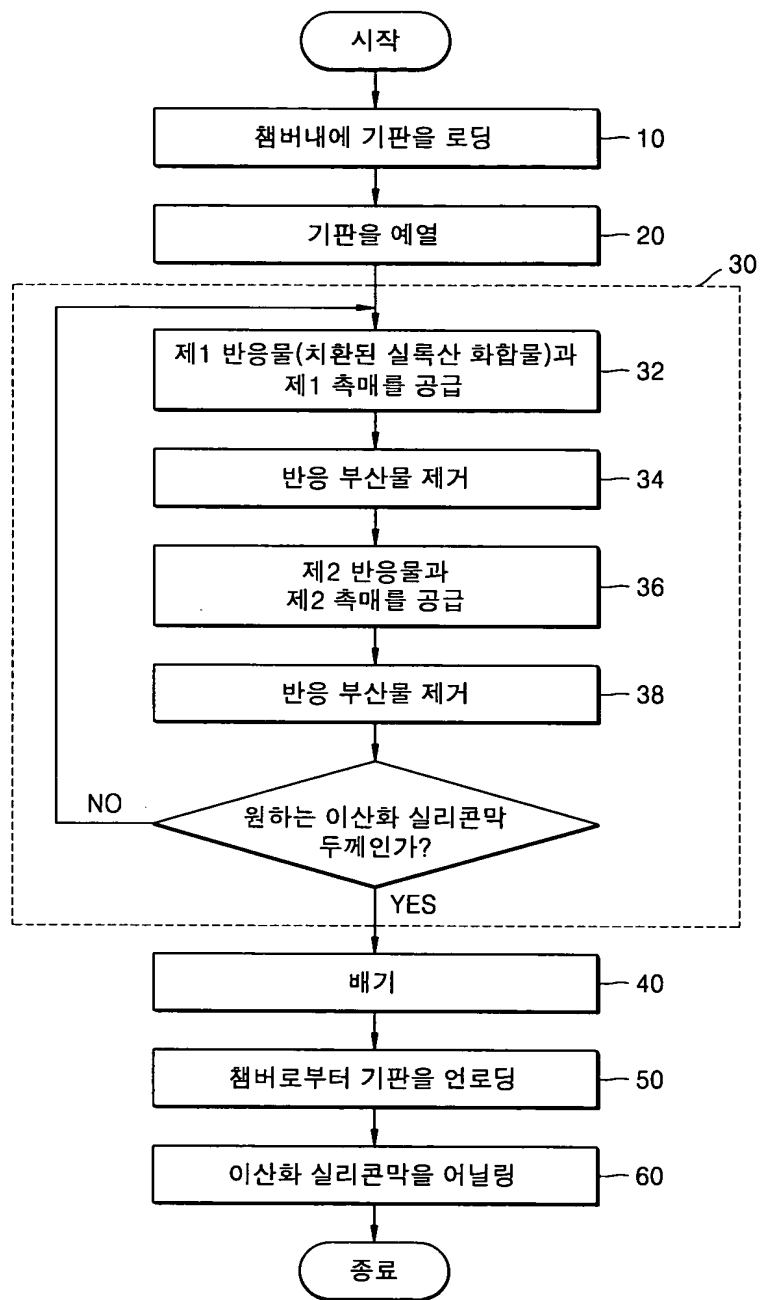 시작
챔버내에 기판을 로딩
10
기판을 예열
20
30
제1 반응물(치환된 실록산 화합물)과
제1 촉매를 공급
32
반응 부산물 제거
34
제2 반응물과
제2 촉매를 공급
36
반응 부산물 제거
38
원하는 이산화 실리콘막
두께인가?
NO
YES
배기
40
챔버로부터 기판을 언로딩
50
이산화 실리콘막을 어닐링
60
종료